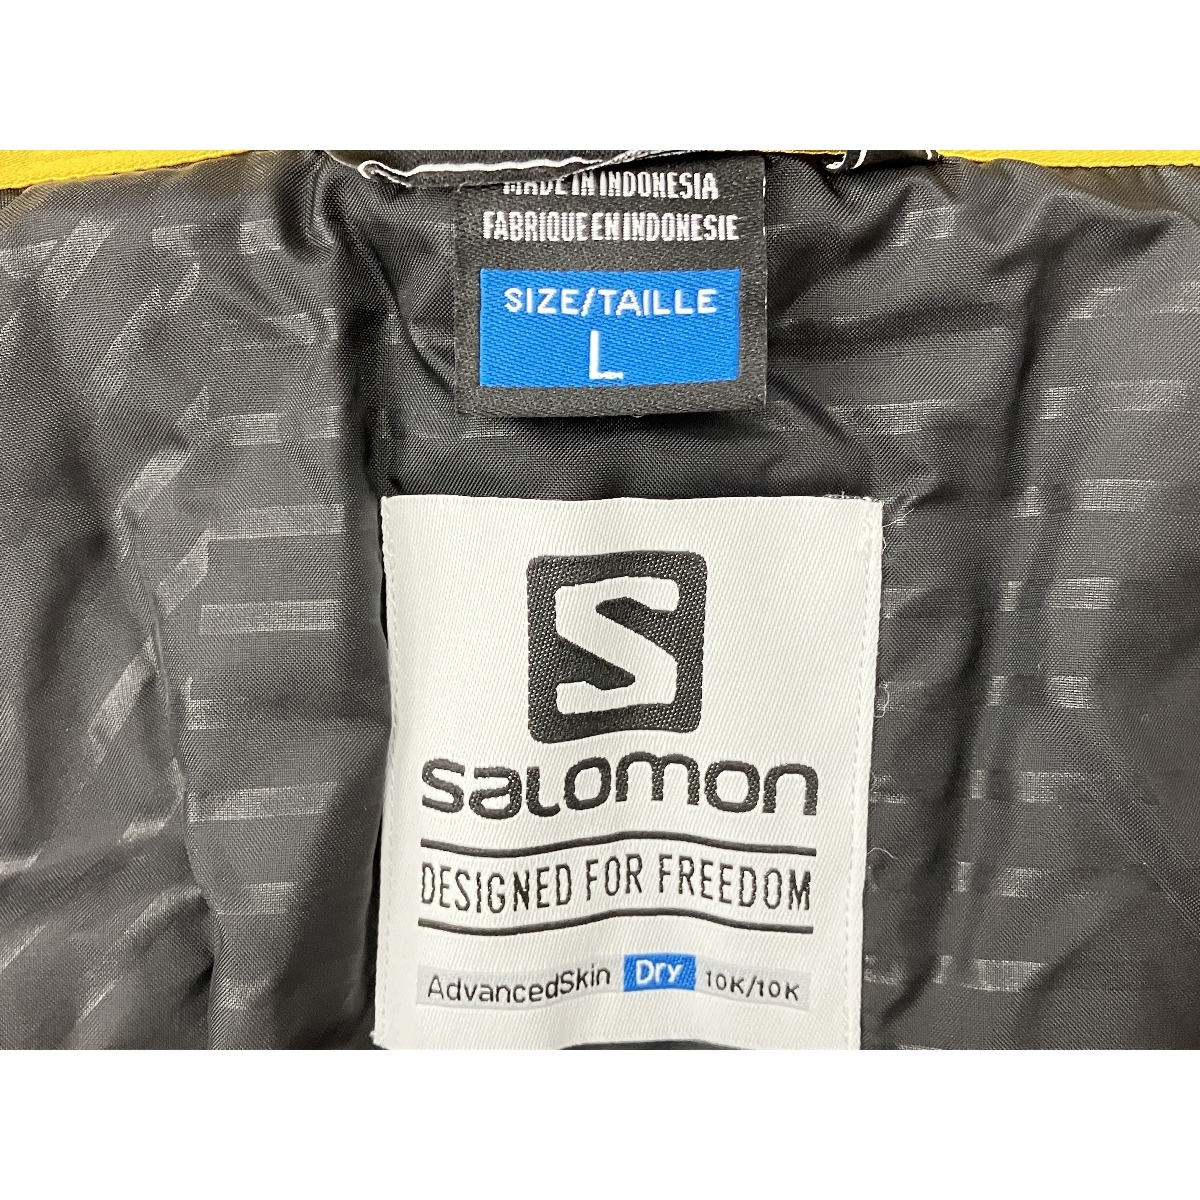 MADE IN INDONESIA
FABRIQUE EN INDONESIE
SIZE/TAILLE
L
S
SALOMON
DESIGNED FOR FREEDOM
AdvancedSkin Dry 10K/10K